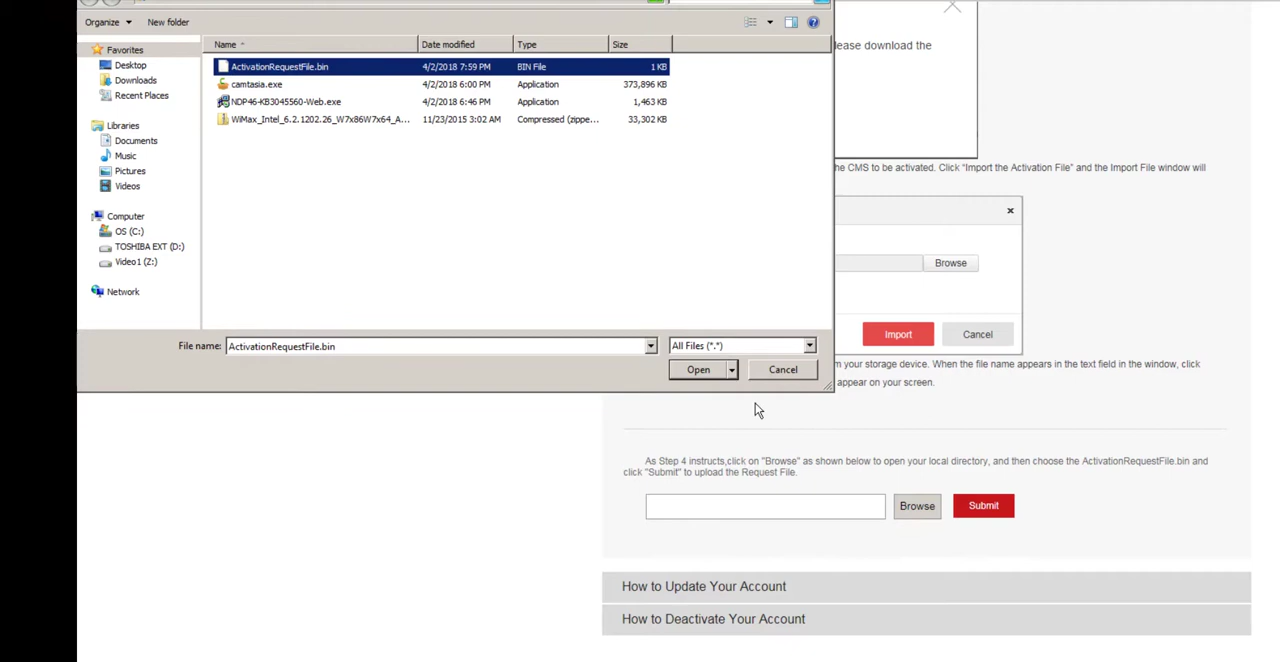 Organize New folder
Name Date modified Type Size
Favorites
Desktop
Downloads
Recent Places
Libraries
Documents
Music
Pictures
Videos
Computer
OS (C:)
TOSHIBA EXT (D:)
Video1 (Z:)
Network
ActivationRequestFile.bin 4/2/2018 7:59 PM BIN File 1 KB
camtasia.exe 4/2/2018 6:00 PM Application 373,896 KB
NDP46-KB3045560-Web.exe 4/2/2018 6:46 PM Application 1,463 KB
WiMax_Intel_6.2.1202.26_W7x86W7x64_A... 11/23/2015 3:02 AM Compressed (zippe... 33,302 KB
File name: ActivationRequestFile.bin All Files (*.*)
Open Cancel
lease download the
he CMS to be activated. Click “Import the Activation File” and the Import File window will
Browse
Import Cancel
m your storage device. When the file name appears in the text field in the window, click
appear on your screen.
As Step 4 instructs,click on "Browse" as shown below to open your local directory, and then choose the ActivationRequestFile.bin and
click "Submit" to upload the Request File.
Browse Submit
How to Update Your Account
How to Deactivate Your Account